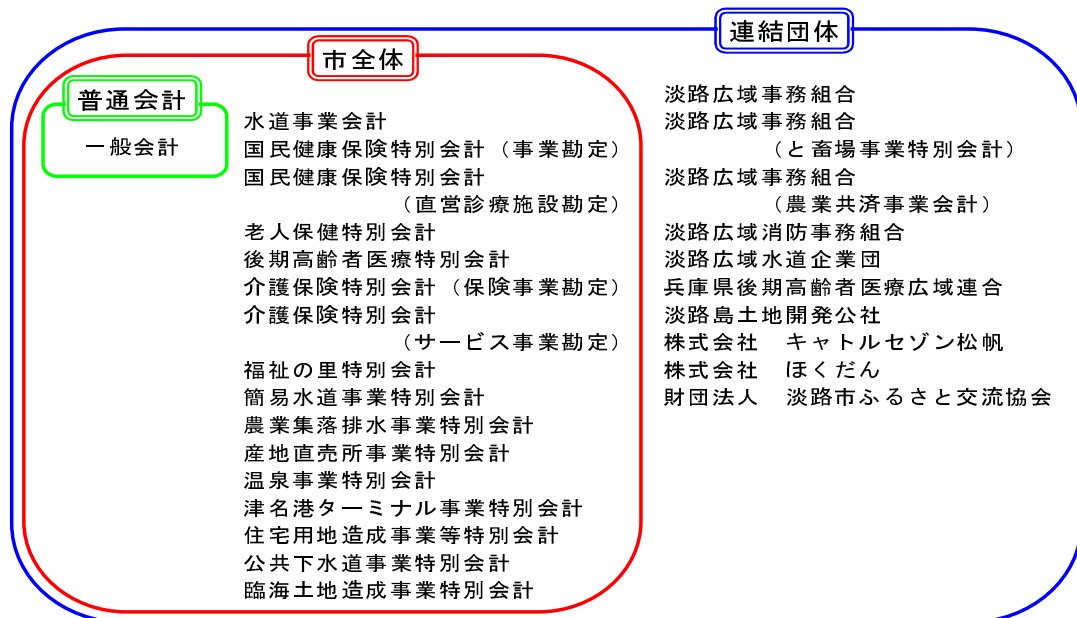 連結団体
市全体
普通会計
一般会計
水道事業会計
国民健康保険特別会計（事業勘定）
国民健康保険特別会計
（直営診療施設勘定）
老人保健特別会計
後期高齢者医療特別会計
介護保険特別会計（保険事業勘定）
介護保険特別会計
（サービス事業勘定）
福祉の里特別会計
簡易水道事業特別会計
農業集落排水事業特別会計
産地直売所事業特別会計
温泉事業特別会計
津名港ターミナル事業特別会計
住宅用地造成事業等特別会計
公共下水道事業特別会計
臨海土地造成事業特別会計
淡路広域事務組合
淡路広域事務組合
（と畜場事業特別会計）
淡路広域事務組合
（農業共済事業会計）
淡路広域消防事務組合
淡路広域水道企業団
兵庫県後期高齢者医療広域連合
淡路島土地開発公社
株式会社　キャトルセゾン松帆
株式会社　ほくだん
財団法人　淡路市ふるさと交流協会